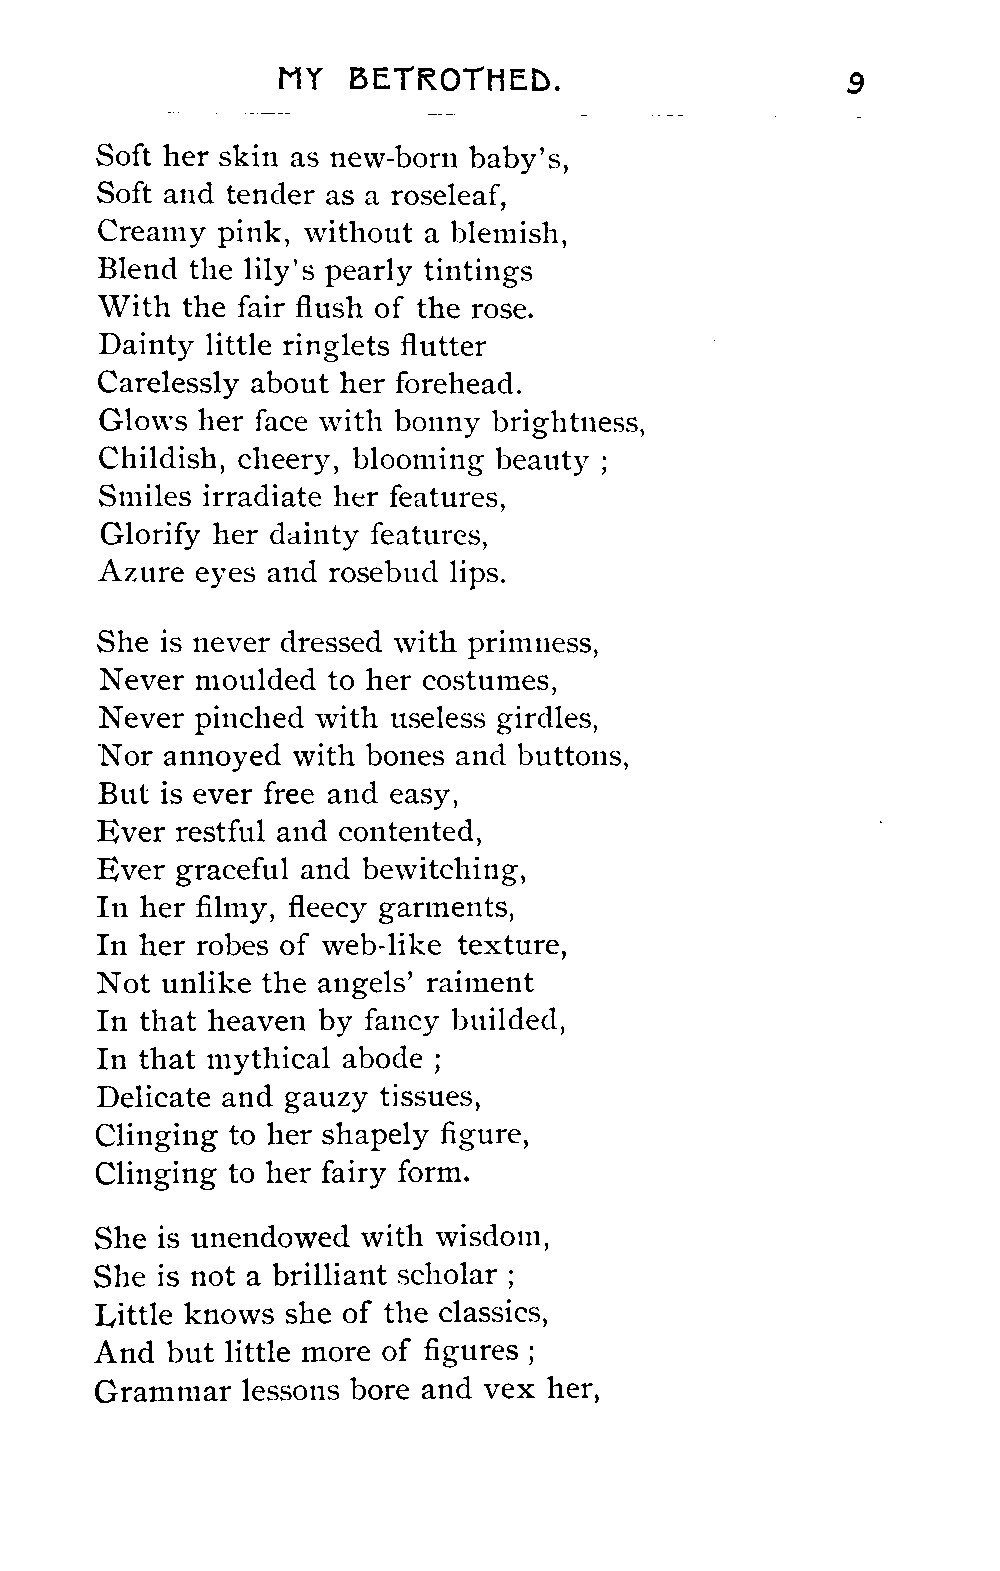 MY BETROTHED. 9
Soft her skin as new-born baby's,
Soft and tender as a roseleaf,
Creamy pink, without a blemish,
Blend the lily's pearly tintings
With the fair flush of the rose.
Dainty little ringlets flutter
Carelessly about her forehead.
Glows her face with bonny brightness,
Childish, cheery, blooming beauty ;
Smiles irradiate her features,
Glorify her dainty features,
Azure eyes and rosebud lips.
She is never dressed with primness,
Never moulded to her costumes,
Never pinched with useless girdles,
Nor annoyed with bones and buttons,
But is ever free and easy,
Ever restful and contented,
Ever graceful and bewitching,
In her filmy, fleecy garments,
In her robes of web-like texture,
Not unlike the angels' raiment
In that heaven by fancy builded,
In that mythical abode ;
Delicate and gauzy tissues,
Clinging to her shapely figure,
Clinging to her fairy form.
She is unendowed with wisdom,
She is not a brilliant scholar ;
Little knows she of the classics,
And but little more of figures ;
Grammar lessons bore and vex her,